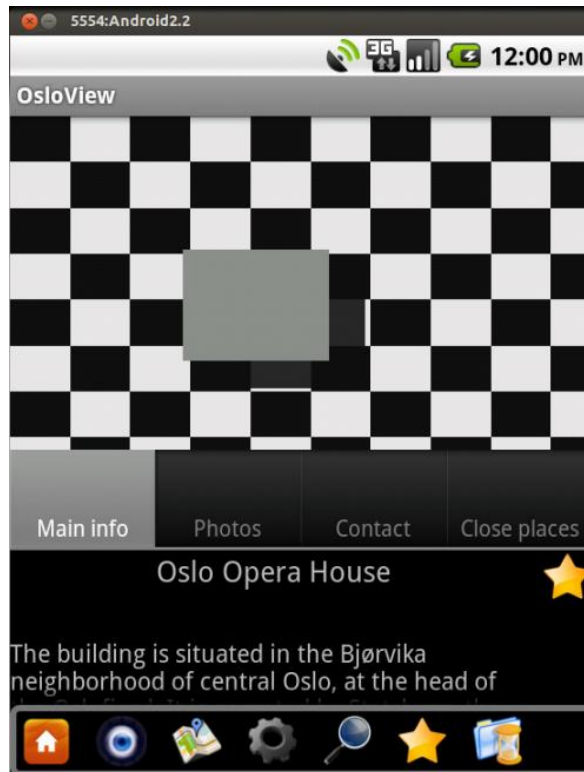 5554:Android2.2
3G
12:00 PM
OsloView
Main info
Photos
Contact
Close places
Oslo Opera House
The building is situated in the Bjørvika
neighborhood of central Oslo, at the head of